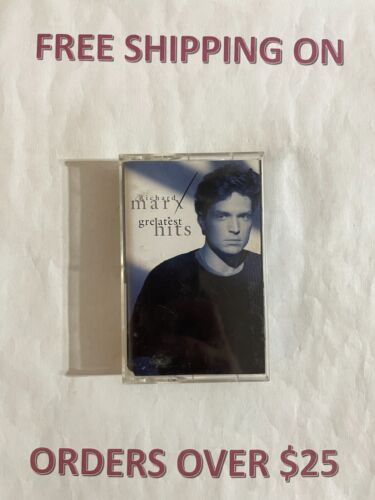 FREE SHIPPING ON
Richard
marx
greatest
hits
ORDERS OVER $25